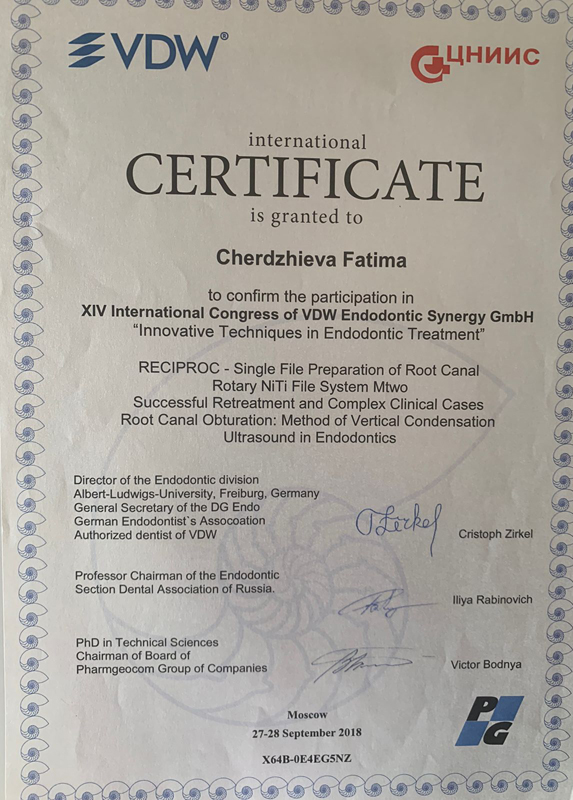 VDW®
ЦНИИС
international
CERTIFICATE
is granted to
Cherdzhieva Fatima
to confirm the participation in
XIV International Congress of VDW Endodontic Synergy GmbH
“Innovative Techniques in Endodontic Treatment”
RECIPROC - Single File Preparation of Root Canal
Rotary NiTi File System Mtwo
Successful Retreatment and Complex Clinical Cases
Root Canal Obturation: Method of Vertical Condensation
Ultrasound in Endodontics
Director of the Endodontic division
Albert-Ludwigs-University, Freiburg, Germany
General Secretary of the DG Endo
German Endodontist`s Assocoation
Authorized dentist of VDW
Cristoph Zirkel
Professor Chairman of the Endodontic
Section Dental Association of Russia.
Iliya Rabinovich
PhD in Technical Sciences
Chairman of Board of
Pharmgeocom Group of Companies
Victor Bodnya
PG
Moscow
27-28 September 2018
X64B-0E4EG5NZ